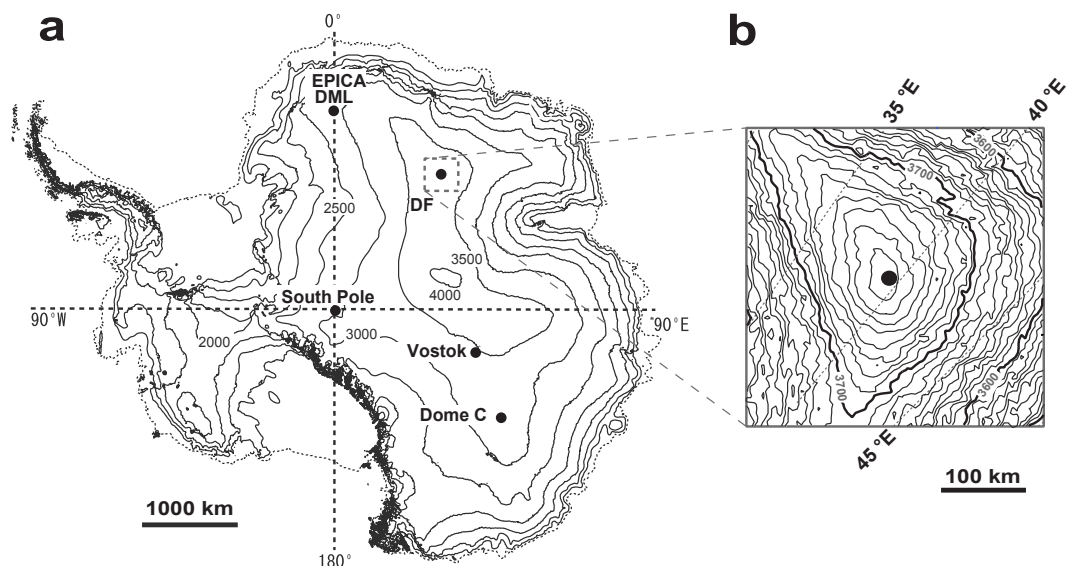 a
b
0°
EPICA
DML
35 °E
40 °E
3600
3700
DF
2500
3500
4000
South Pole
90°W
90°E
3000
2000
Vostok
Dome C
3700
3600
45 °E
1000 km
100 km
180°